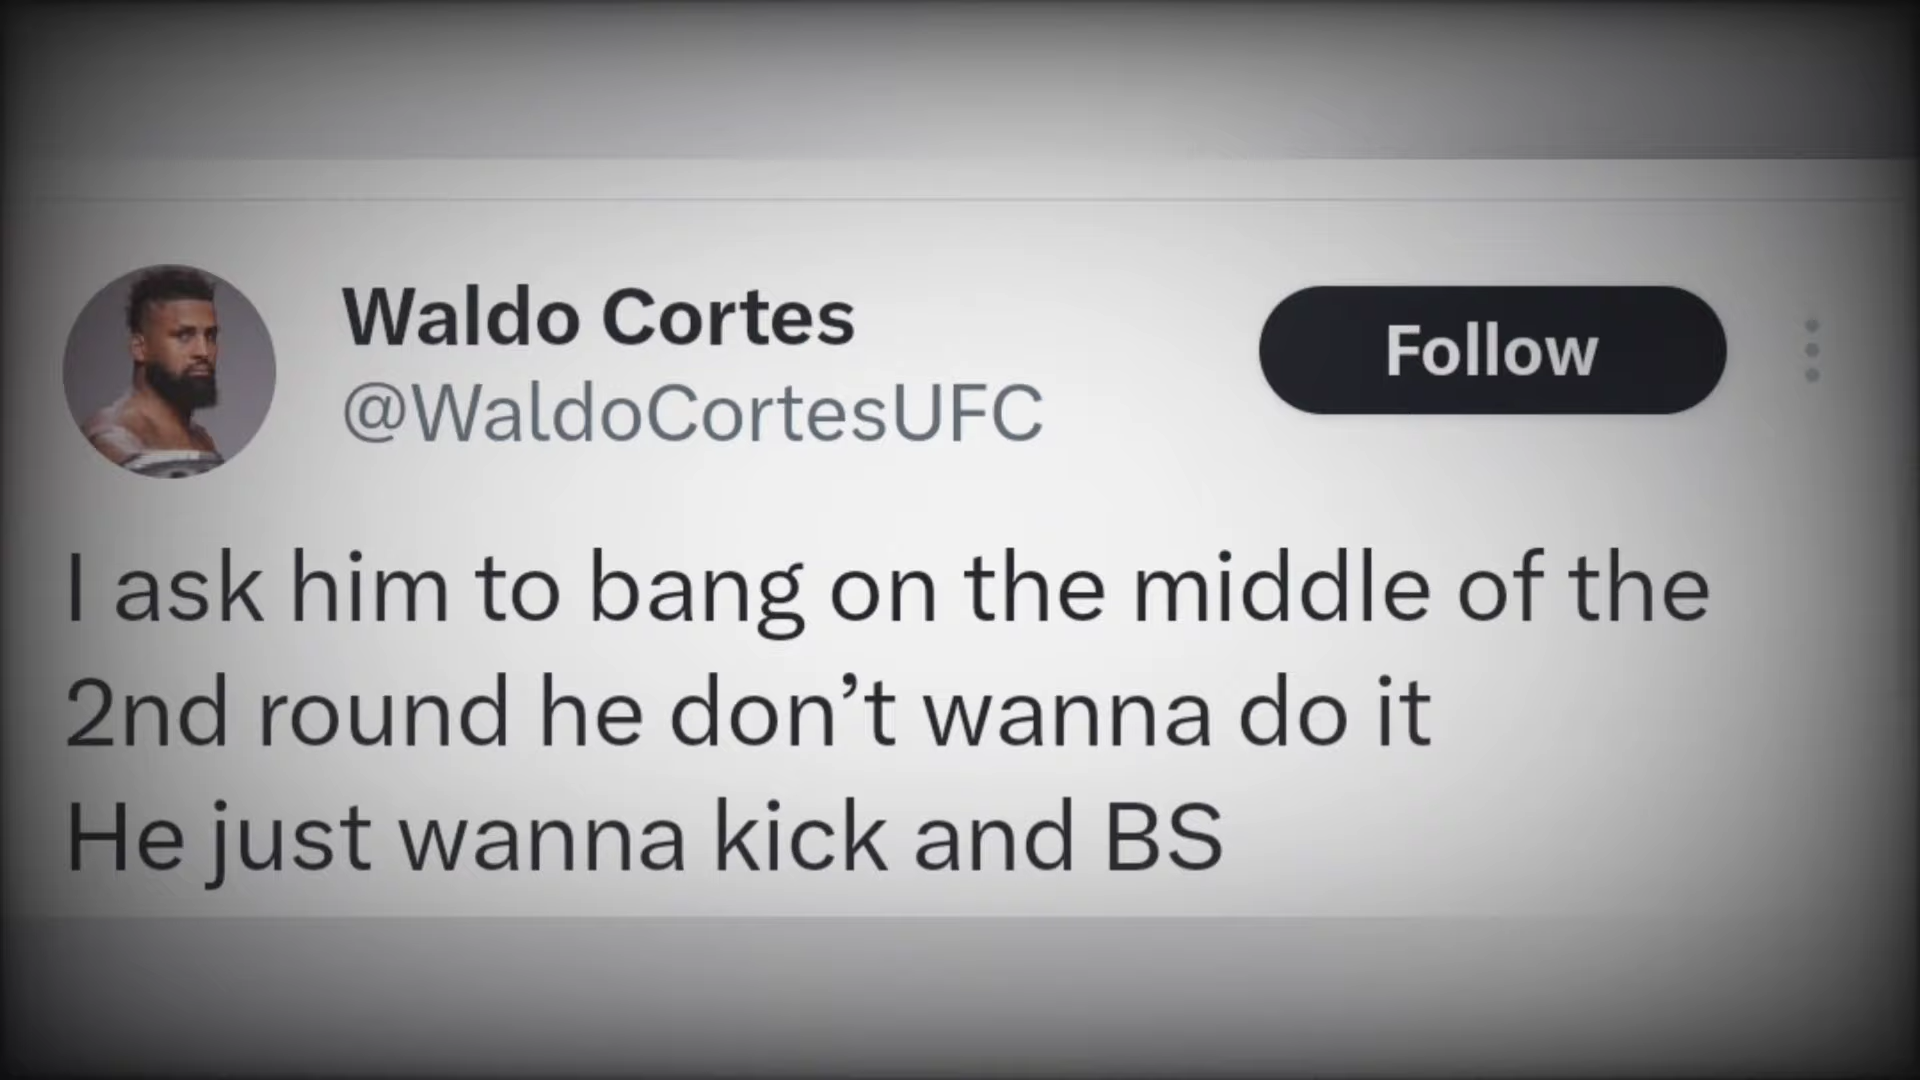 Waldo Cortes
@WaldoCortesUFC
Follow
I ask him to bang on the middle of the
2nd round he don’t wanna do it
He just wanna kick and BS